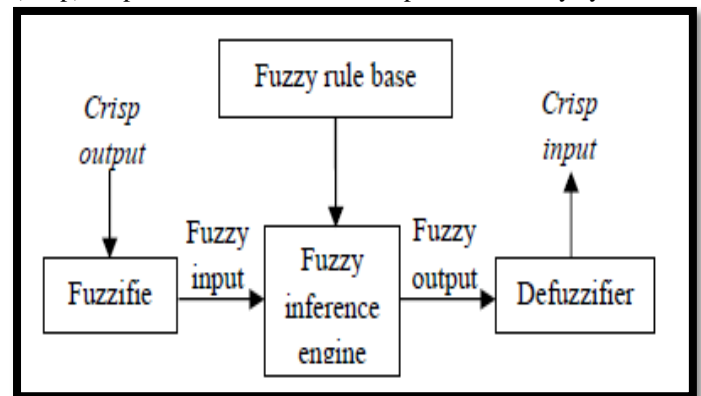 Fuzzy rule base
Crisp
output
Crisp
input
Fuzzy
input
Fuzzy
output
Fuzzifie
Fuzzy
inference
engine
Defuzzifier